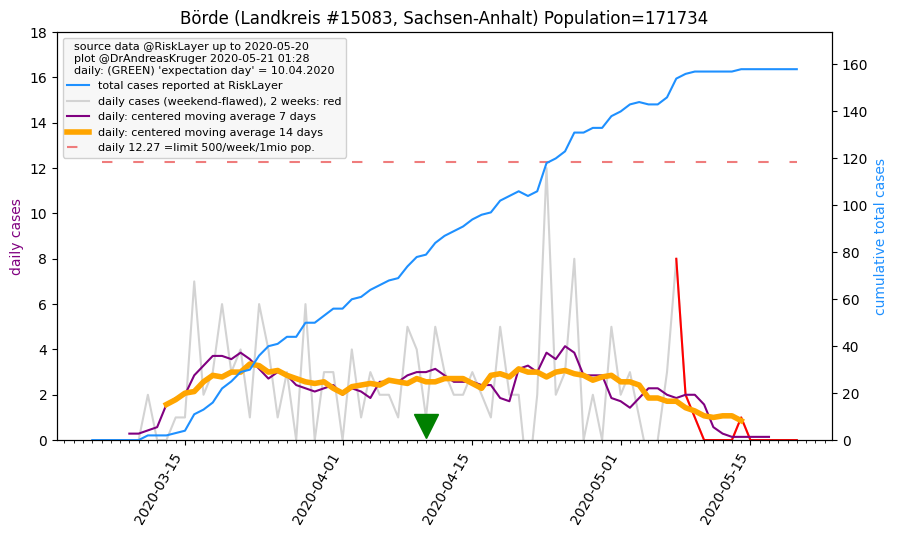 Börde (Landkreis #15083, Sachsen-Anhalt) Population=171734
source data @RiskLayer up to 2020-05-20
plot @DrAndreasKruger 2020-05-21 01:28
daily: (GREEN) 'expectation day' = 10.04.2020
total cases reported at RiskLayer
daily cases (weekend-flawed), 2 weeks: red
daily: centered moving average 7 days
daily: centered moving average 14 days
daily 12.27 =limit 500/week/1mio pop.
daily cases
18
16
14
12
10
8
6
4
2
0
cumulative total cases
160
140
120
100
80
60
40
20
0
2020-03-15
2020-04-01
2020-04-15
2020-05-01
2020-05-15